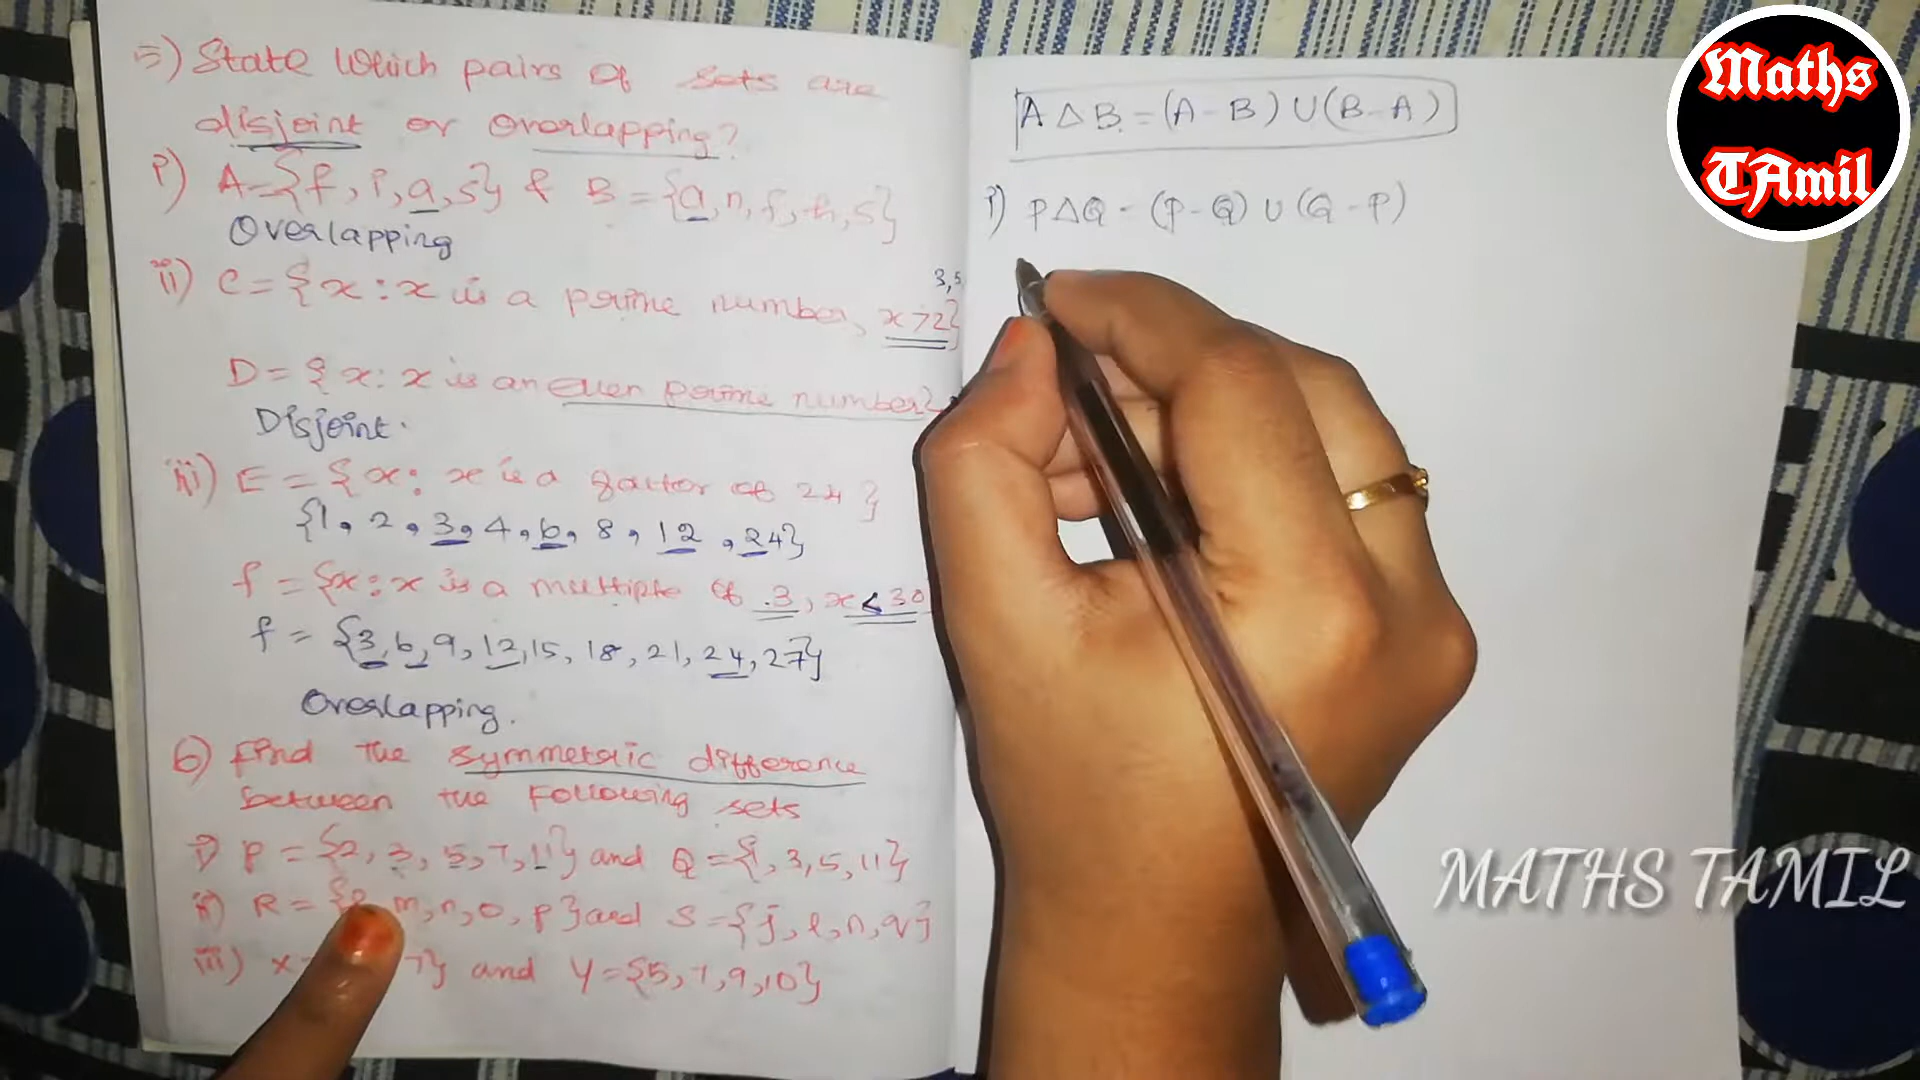 5) State Which pairs of sets are
disjoint or overlapping?
i) A={f, i, a, s} & B = {a, n, f, h, s}
Overlapping
ii) C = {x : x is a prime number, x>2}
3,5
D = {x: x is an even prime number}
Disjoint.
iii) E = {x: x is a factor of 24}
{1, 2, 3, 4, 6, 8, 12, 24}
f = {x: x is a multiple of 3, x < 30
f = {3, 6, 9, 12, 15, 18, 21, 24, 27}
Overlapping.
6) Find the symmetric difference
between the following sets
i) P = {2, 3, 5, 7, 11} and Q = {1, 3, 5, 11}
ii) R = { m, n, o, p} and S = {j, l, n, q}
iii) X 7} and Y = {5, 7, 9, 10}
A Δ B = (A - B) ∪ (B - A)
i) P Δ Q = (P - Q) ∪ (Q - P)
Maths
TAmil
MATHS TAMIL